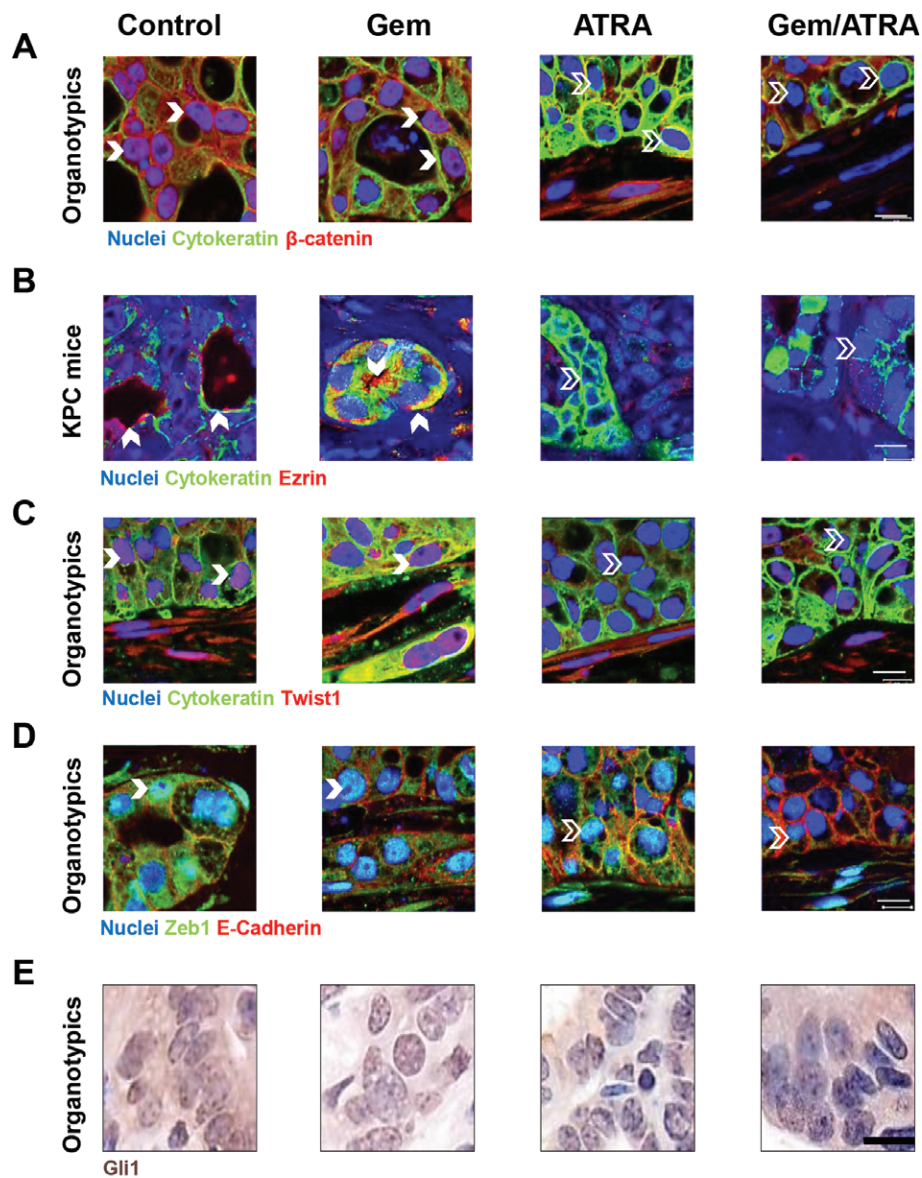 Control Gem ATRA Gem/ATRA
A
Organotypics
Nuclei Cytokeratin β-catenin
B
KPC mice
Nuclei Cytokeratin Ezrin
C
Organotypics
Nuclei Cytokeratin Twist1
D
Organotypics
Nuclei Zeb1 E-Cadherin
E
Organotypics
Gli1